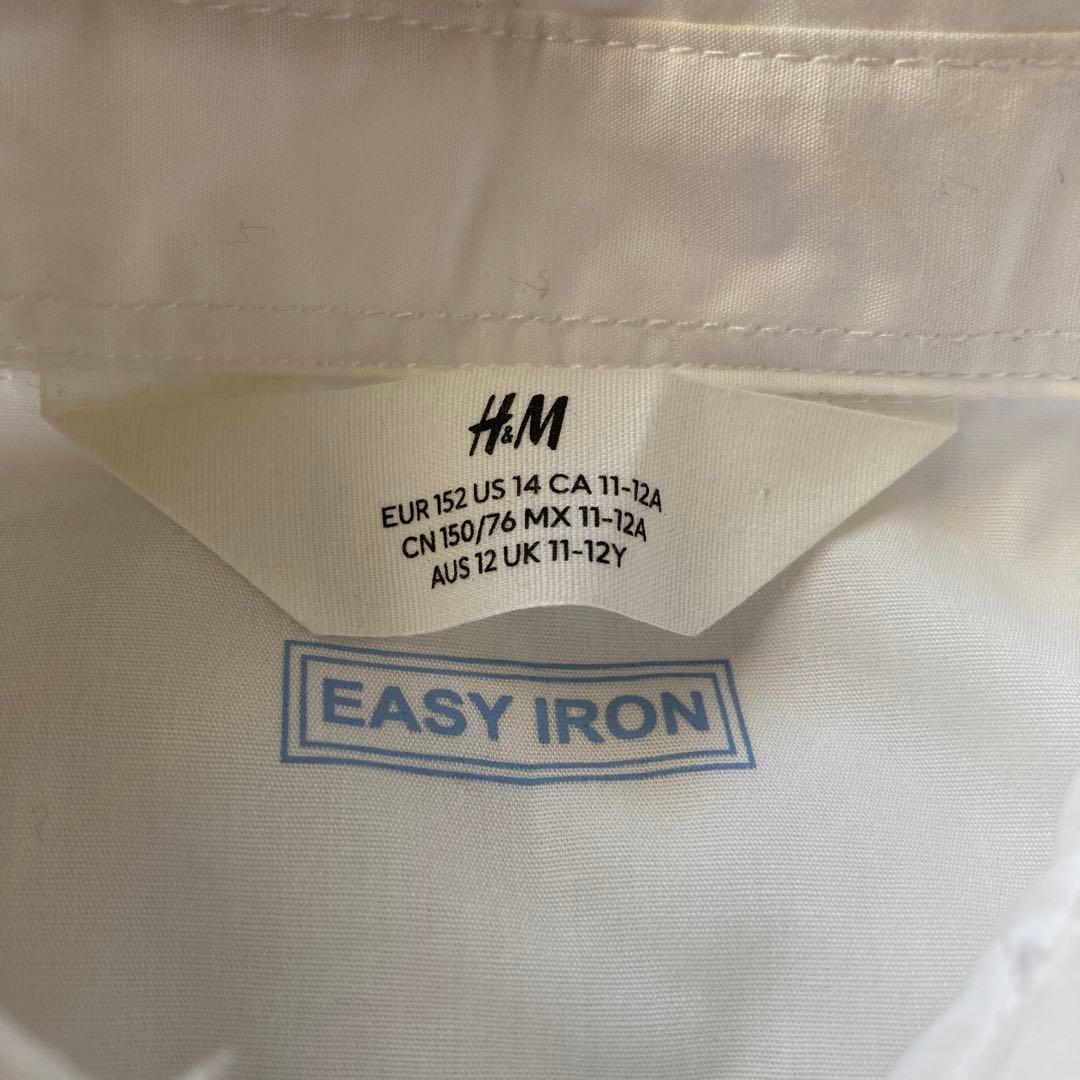 H&M
EUR 152 US 14 CA 11-12A
CN 150/76 MX 11-12A
AUS 12 UK 11-12Y
EASY IRON